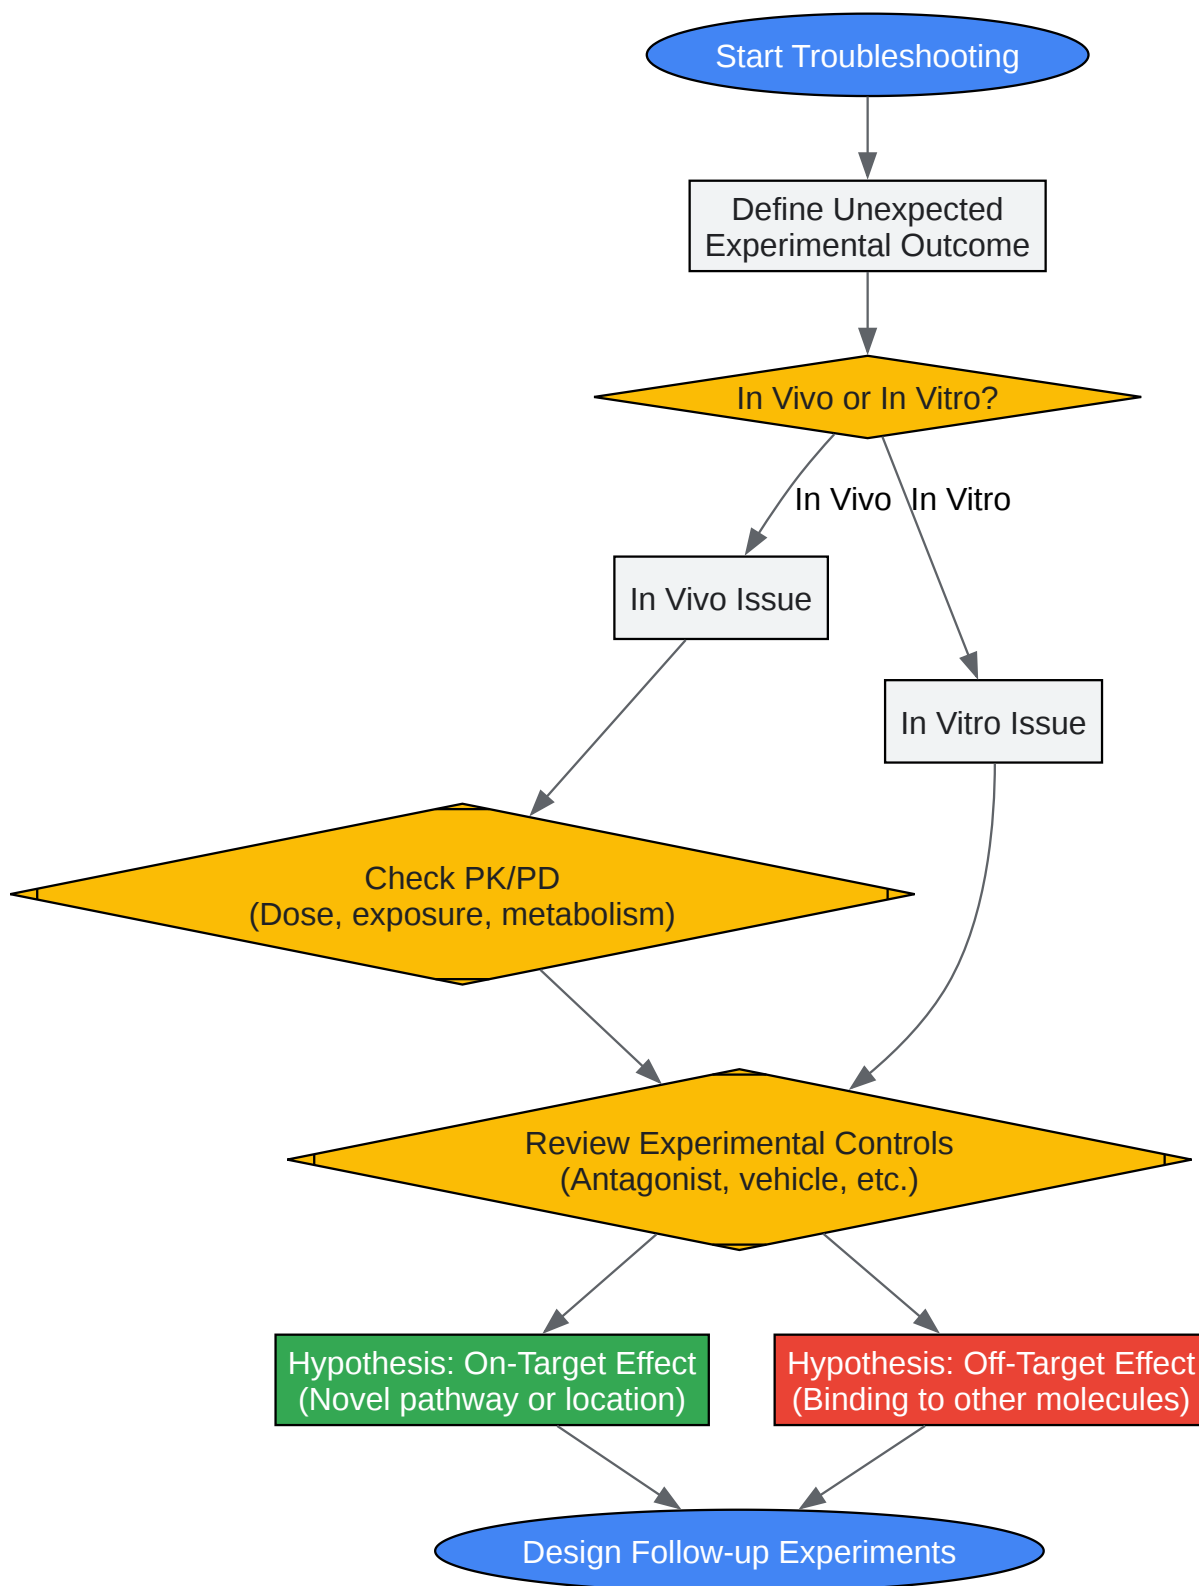 Start Troubleshooting
Define Unexpected
Experimental Outcome
In Vivo or In Vitro?
In Vivo
In Vitro
In Vivo Issue
In Vitro Issue
Check PK/PD
(Dose, exposure, metabolism)
Review Experimental Controls
(Antagonist, vehicle, etc.)
Hypothesis: On-Target Effect
(Novel pathway or location)
Hypothesis: Off-Target Effect
(Binding to other molecules)
Design Follow-up Experiments